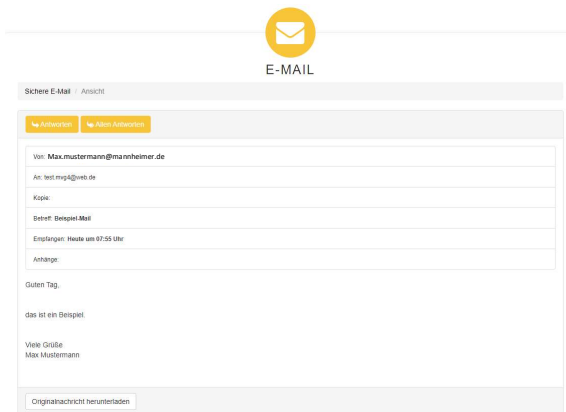 E-MAIL
Sichere E-Mail / Ansicht
Antworten Allen Antworten
Von: Max.mustermann@mannheimer.de
An: test.mvg4@web.de
Kopie:
Betreff: Beispiel-Mail
Empfangen: Heute um 07:55 Uhr
Anhänge:
Guten Tag,
das ist ein Beispiel.
Viele Grüße
Max Mustermann
Originalnachricht herunterladen